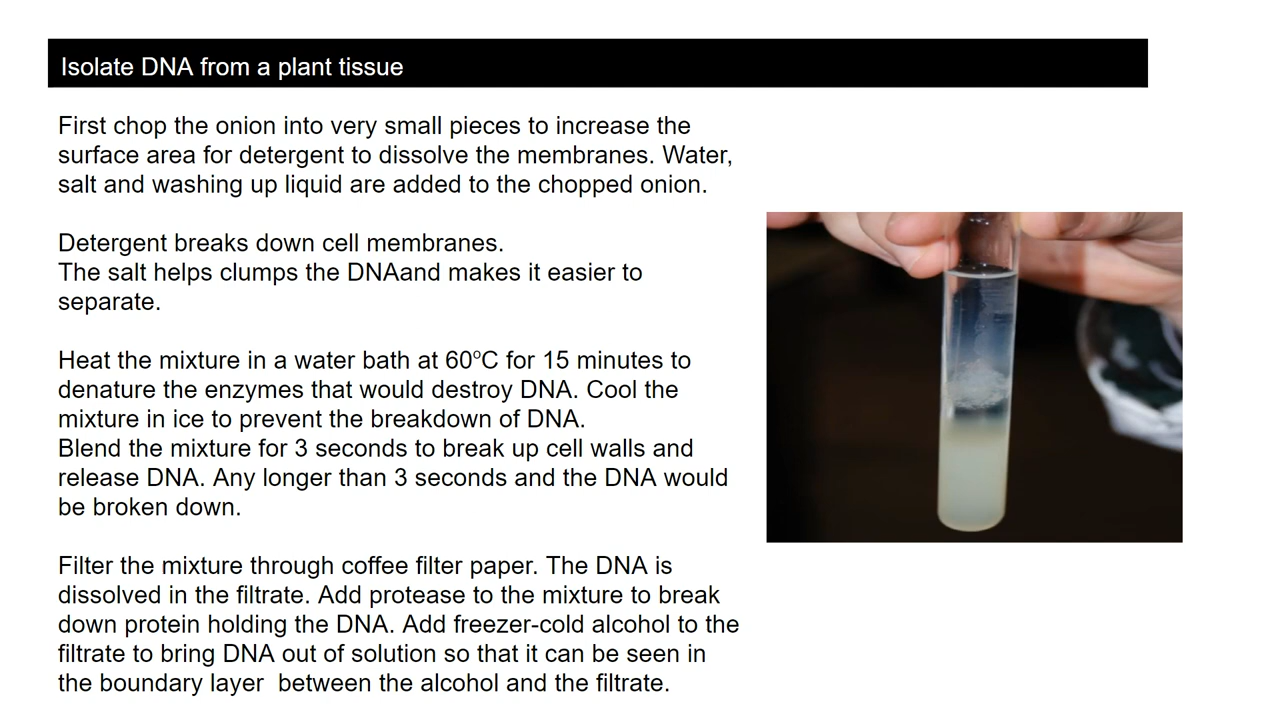 Isolate DNA from a plant tissue
First chop the onion into very small pieces to increase the
surface area for detergent to dissolve the membranes. Water,
salt and washing up liquid are added to the chopped onion.
Detergent breaks down cell membranes.
The salt helps clumps the DNAand makes it easier to
separate.
Heat the mixture in a water bath at 60ºC for 15 minutes to
denature the enzymes that would destroy DNA. Cool the
mixture in ice to prevent the breakdown of DNA.
Blend the mixture for 3 seconds to break up cell walls and
release DNA. Any longer than 3 seconds and the DNA would
be broken down.
Filter the mixture through coffee filter paper. The DNA is
dissolved in the filtrate. Add protease to the mixture to break
down protein holding the DNA. Add freezer-cold alcohol to the
filtrate to bring DNA out of solution so that it can be seen in
the boundary layer  between the alcohol and the filtrate.